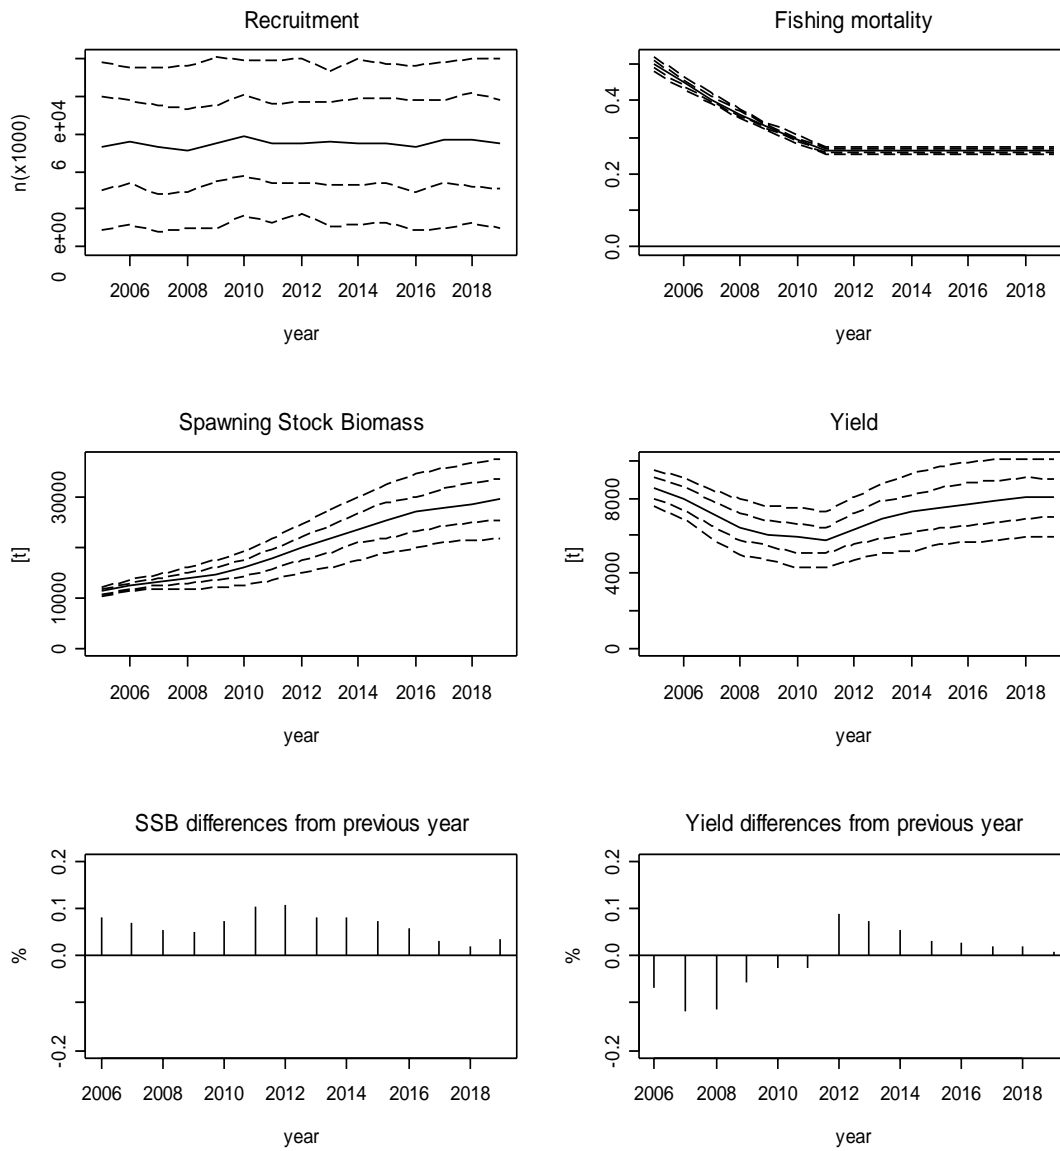 Recruitment
n(x1000)
0 e+00 6 e+04
2006 2008 2010 2012 2014 2016 2018
year
Fishing mortality
0.0 0.2 0.4
2006 2008 2010 2012 2014 2016 2018
year
Spawning Stock Biomass
[t]
0 10000 30000
2006 2008 2010 2012 2014 2016 2018
year
Yield
[t]
0 4000 8000
2006 2008 2010 2012 2014 2016 2018
year
SSB differences from previous year
%
-0.2 0.0 0.1 0.2
2006 2008 2010 2012 2014 2016 2018
year
Yield differences from previous year
%
-0.2 0.0 0.1 0.2
2006 2008 2010 2012 2014 2016 2018
year